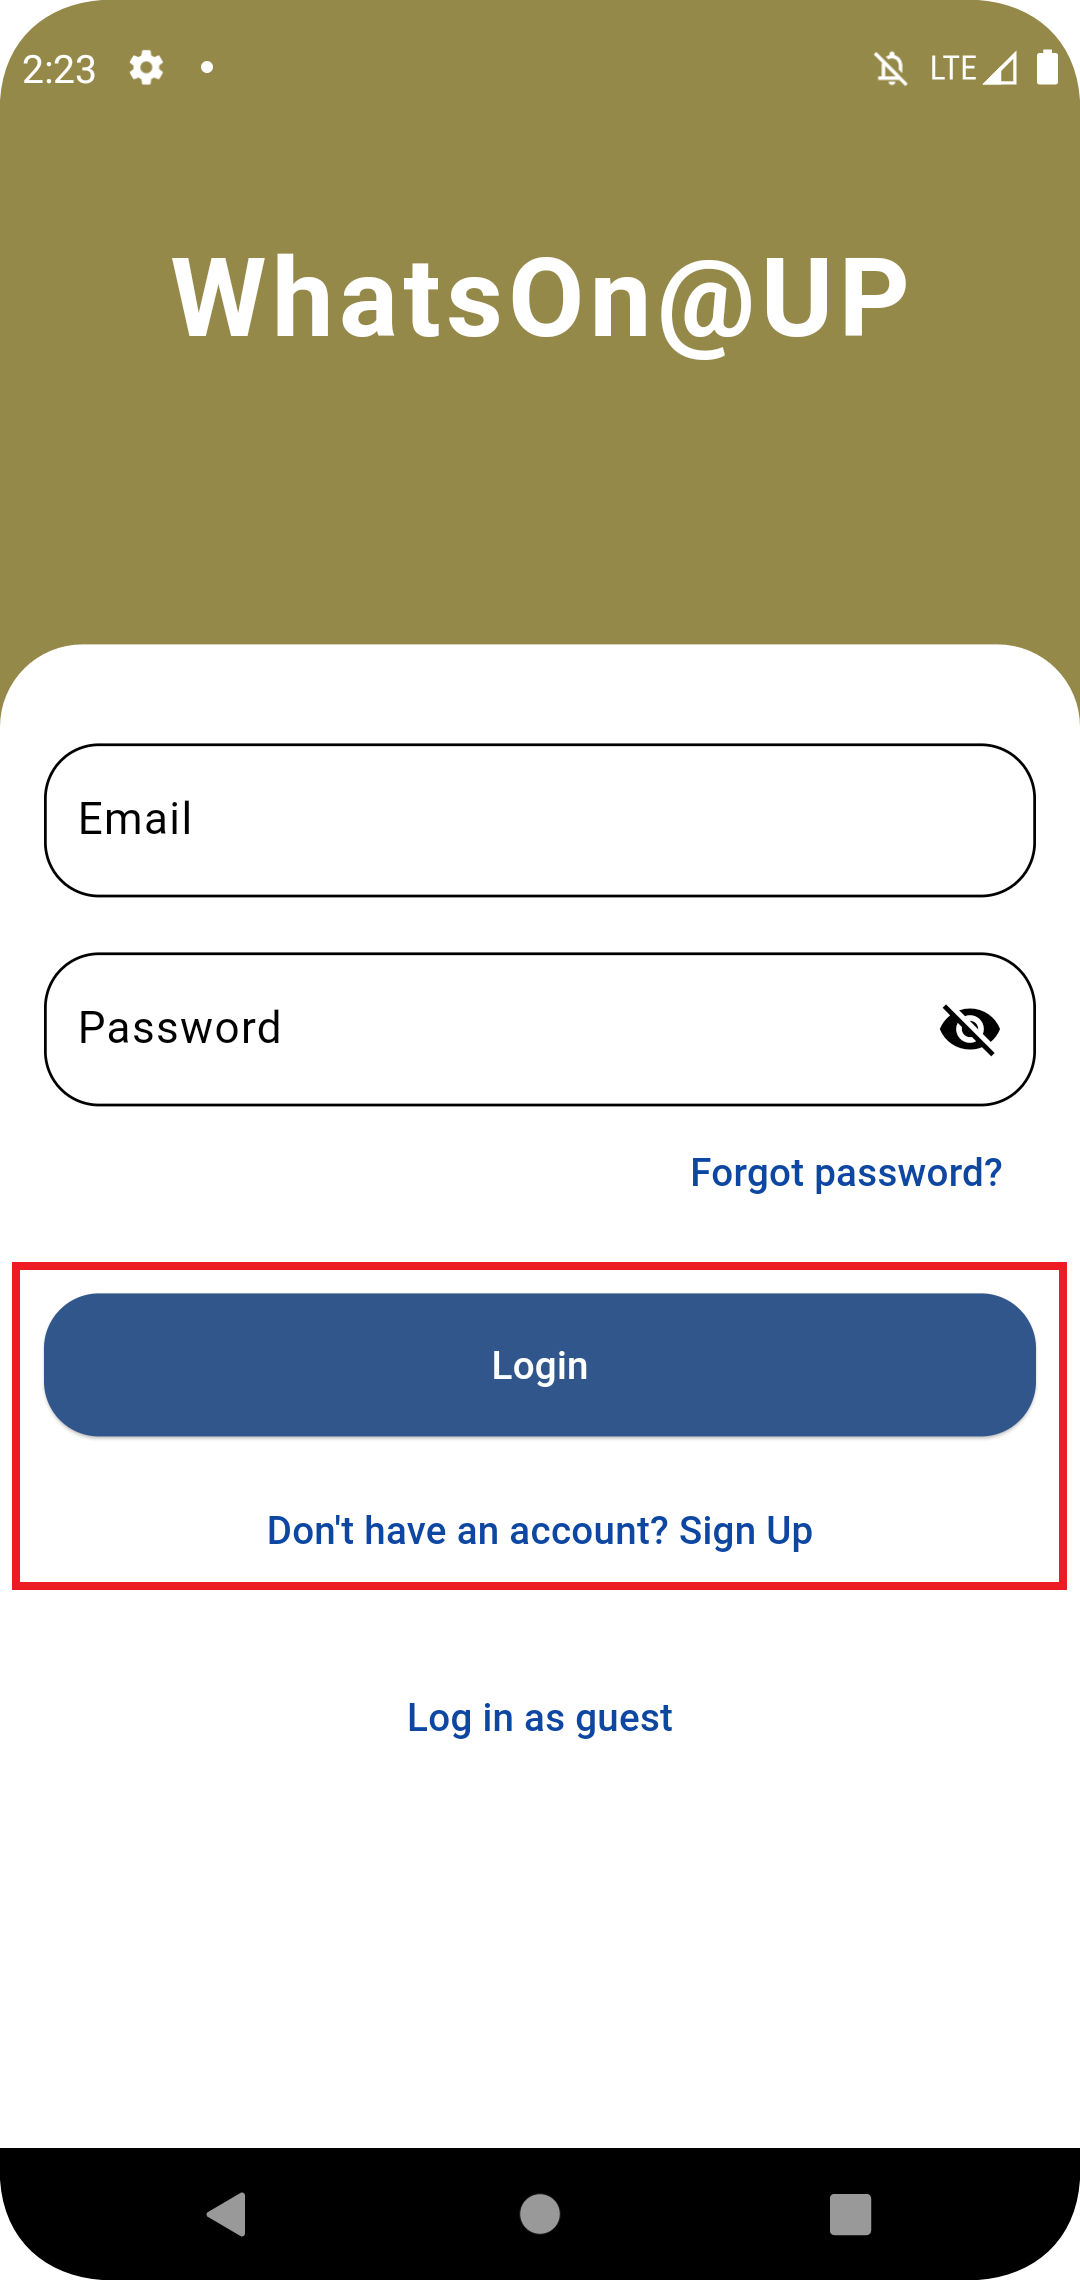 2:23 LTE
WhatsOn@UP
Email
Password
Forgot password?
Login
Don't have an account? Sign Up
Log in as guest